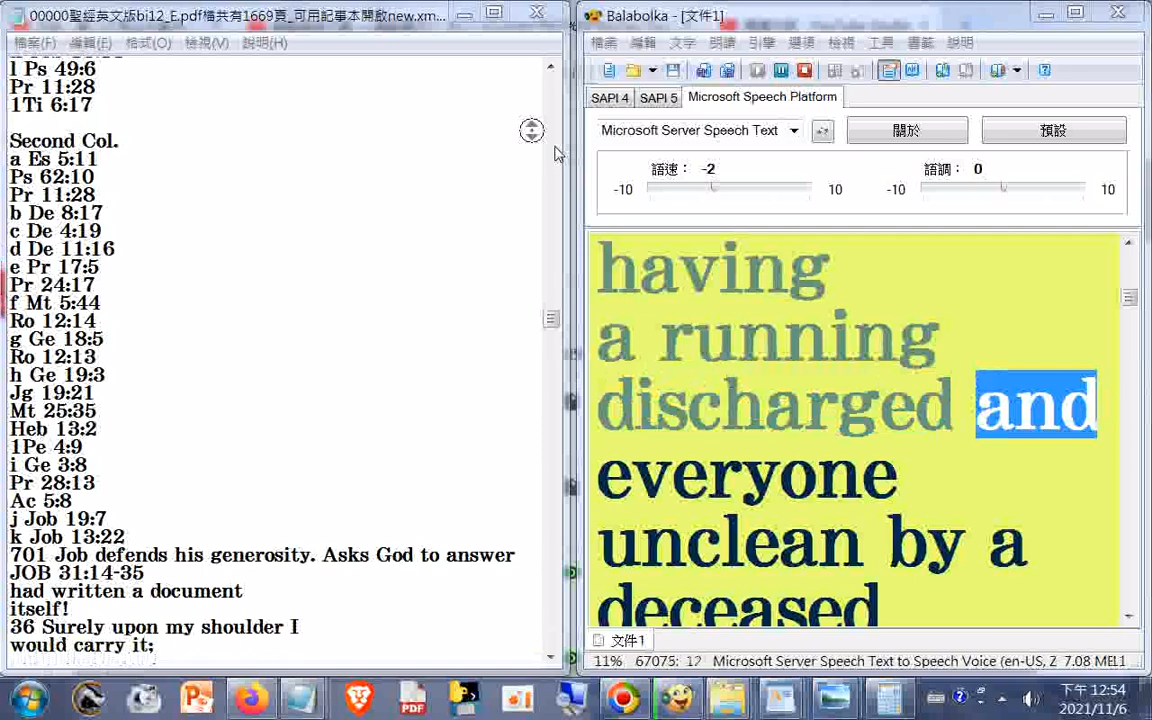 00000聖經英文版bi12_E.pdf檔共有1669頁_可用記事本開啟new.xm...
檔案(F) 編輯(E) 格式(O) 檢視(V) 說明(H)
l Ps 49:6
Pr 11:28
1Ti 6:17
Second Col.
a Es 5:11
Ps 62:10
Pr 11:28
b De 8:17
c De 4:19
d De 11:16
e Pr 17:5
Pr 24:17
f Mt 5:44
Ro 12:14
g Ge 18:5
Ro 12:13
h Ge 19:3
Jg 19:21
Mt 25:35
Heb 13:2
1Pe 4:9
i Ge 3:8
Pr 28:13
Ac 5:8
j Job 19:7
k Job 13:22
701 Job defends his generosity. Asks God to answer
JOB 31:14-35
had written a document
itself!
36 Surely upon my shoulder I
would carry it;
Balabolka - [文件1]
檔案 編輯 文字 朗讀 引擎 選項 檢視 工具 書籤 說明
SAPI 4 SAPI 5 Microsoft Speech Platform
Microsoft Server Speech Text 關於 預設
語速： -2 語調： 0
-10 10 -10 10
having
a running
discharged and
everyone
unclean by a
deceased
文件1
11% 67075: 12 Microsoft Server Speech Text to Speech Voice (en-US, Z 7.08 ME
PDF
下午 12:54
2021/11/6